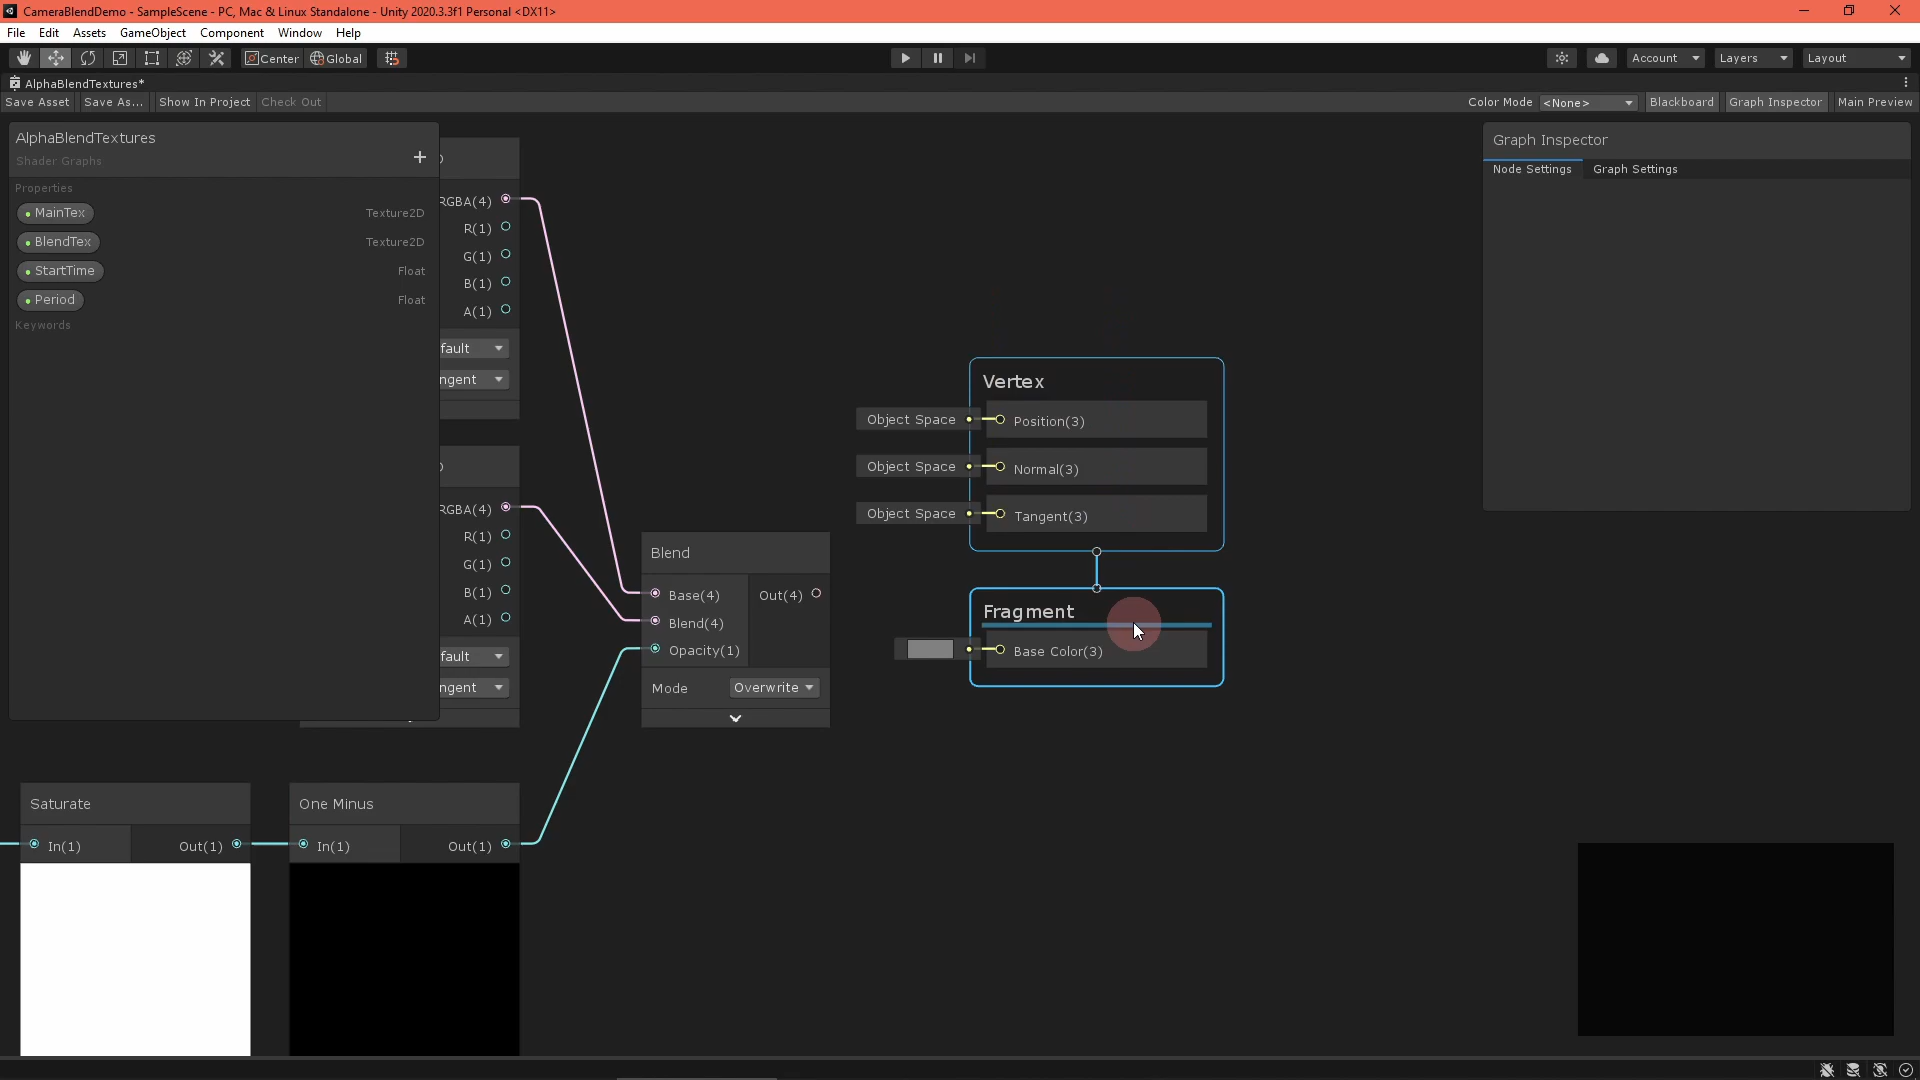 CameraBlendDemo - SampleScene - PC, Mac & Linux Standalone - Unity 2020.3.3f1 Personal <DX11>
File Edit Assets GameObject Component Window Help
Center Global Account Layers Layout
AlphaBlendTextures*
Save Asset Save As... Show In Project Check Out Color Mode <None> Blackboard Graph Inspector Main Preview
AlphaBlendTextures
Shader Graphs
Properties
MainTex Texture2D
BlendTex Texture2D
StartTime Float
Period Float
Keywords
RGBA(4)
R(1)
G(1)
B(1)
A(1)
fault
ngent
RGBA(4)
R(1)
G(1)
B(1)
A(1)
fault
ngent
Blend
Base(4) Out(4)
Blend(4)
Opacity(1)
Mode Overwrite
Vertex
Object Space Position(3)
Object Space Normal(3)
Object Space Tangent(3)
Fragment
Base Color(3)
Graph Inspector
Node Settings Graph Settings
Saturate
In(1) Out(1)
One Minus
In(1) Out(1)